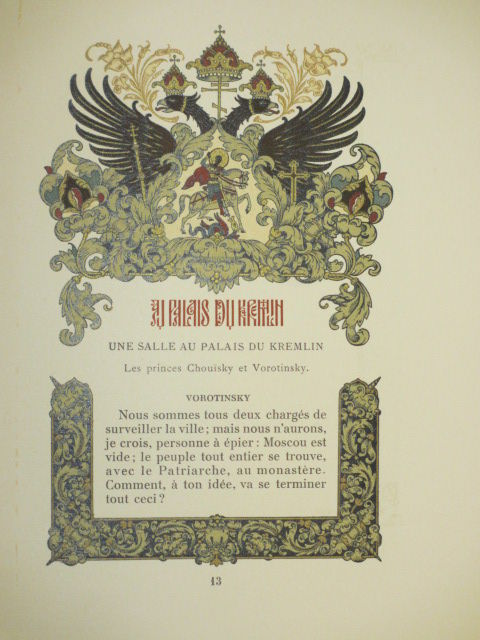 AU PALAIS DU KREMLIN
UNE SALLE AU PALAIS DU KREMLIN
Les princes Chouïsky et Vorotinsky.
VOROTINSKY
Nous sommes tous deux chargés de
surveiller la ville ; mais nous n'aurons,
je crois, personne à épier : Moscou est
vide ; le peuple tout entier se trouve,
avec le Patriarche, au monastère.
Comment, à ton idée, va se terminer
tout ceci ?
13